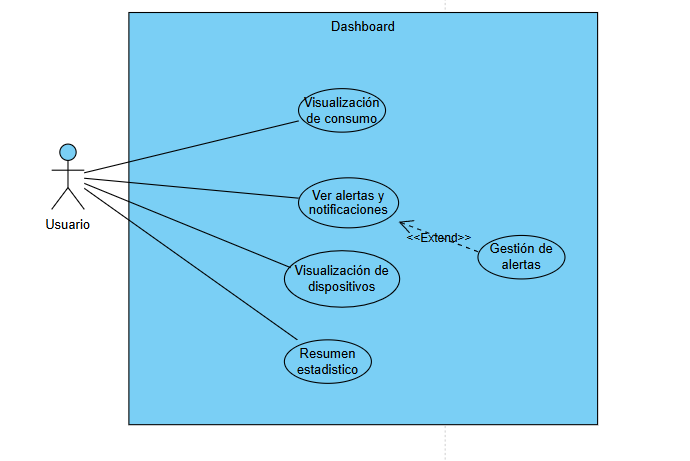 Dashboard
Visualización
de consumo
Ver alertas y
notificaciones
Usuario
<<Extend>>
Gestión de
alertas
Visualización de
dispositivos
Resumen
estadistico